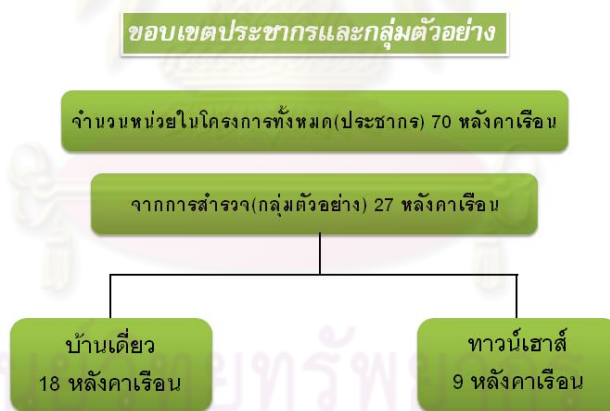 ขอบเขตประชากรและกลุ่มตัวอย่าง
จำนวนหน่วยในโครงการทั้งหมด(ประชากร) 70 หลังคาเรือน
จากการสำรวจ(กลุ่มตัวอย่าง) 27 หลังคาเรือน
บ้านเดี่ยว
18 หลังคาเรือน
ทาวน์เฮาส์
9 หลังคาเรือน